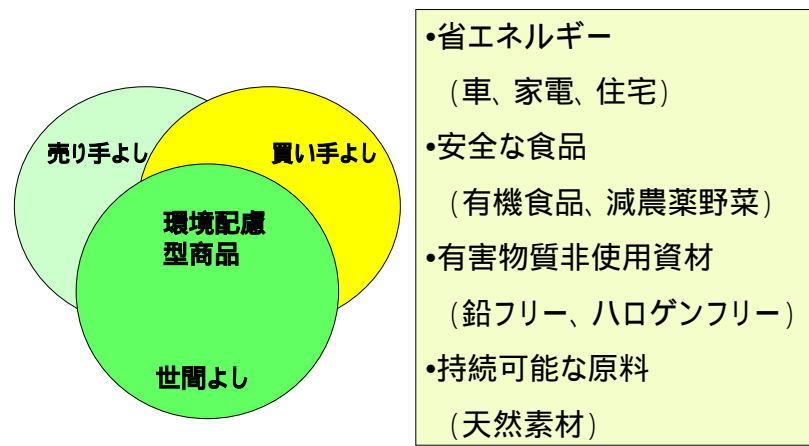 売り手よし
買い手よし
環境配慮
型商品
世間よし
•省エネルギー
(車、家電、住宅)
•安全な食品
(有機食品、減農薬野菜)
•有害物質非使用資材
(鉛フリー、ハロゲンフリー)
•持続可能な原料
(天然素材)